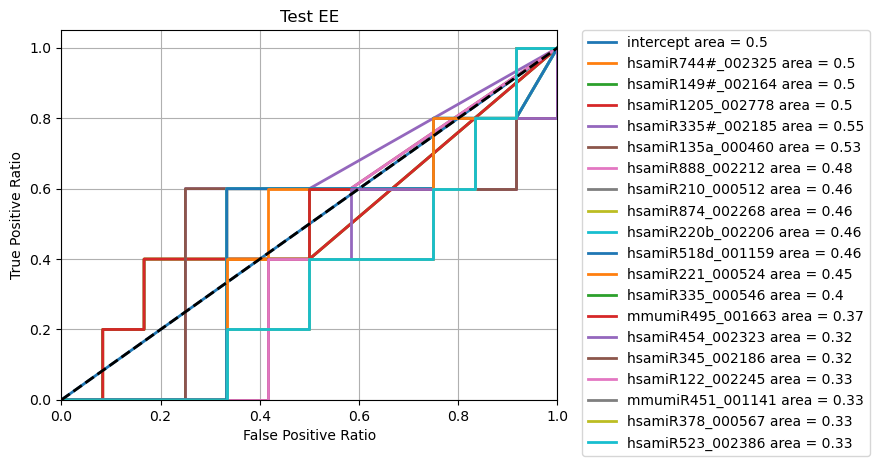 Test EE
1.0
0.8
0.6
0.4
0.2
0.0
True Positive Ratio
0.0 0.2 0.4 0.6 0.8 1.0
False Positive Ratio
intercept area = 0.5
hsamiR744#_002325 area = 0.5
hsamiR149#_002164 area = 0.5
hsamiR1205_002778 area = 0.5
hsamiR335#_002185 area = 0.55
hsamiR135a_000460 area = 0.53
hsamiR888_002212 area = 0.48
hsamiR210_000512 area = 0.46
hsamiR874_002268 area = 0.46
hsamiR220b_002206 area = 0.46
hsamiR518d_001159 area = 0.46
hsamiR221_000524 area = 0.45
hsamiR335_000546 area = 0.4
mmumiR495_001663 area = 0.37
hsamiR454_002323 area = 0.32
hsamiR345_002186 area = 0.32
hsamiR122_002245 area = 0.33
mmumiR451_001141 area = 0.33
hsamiR378_000567 area = 0.33
hsamiR523_002386 area = 0.33